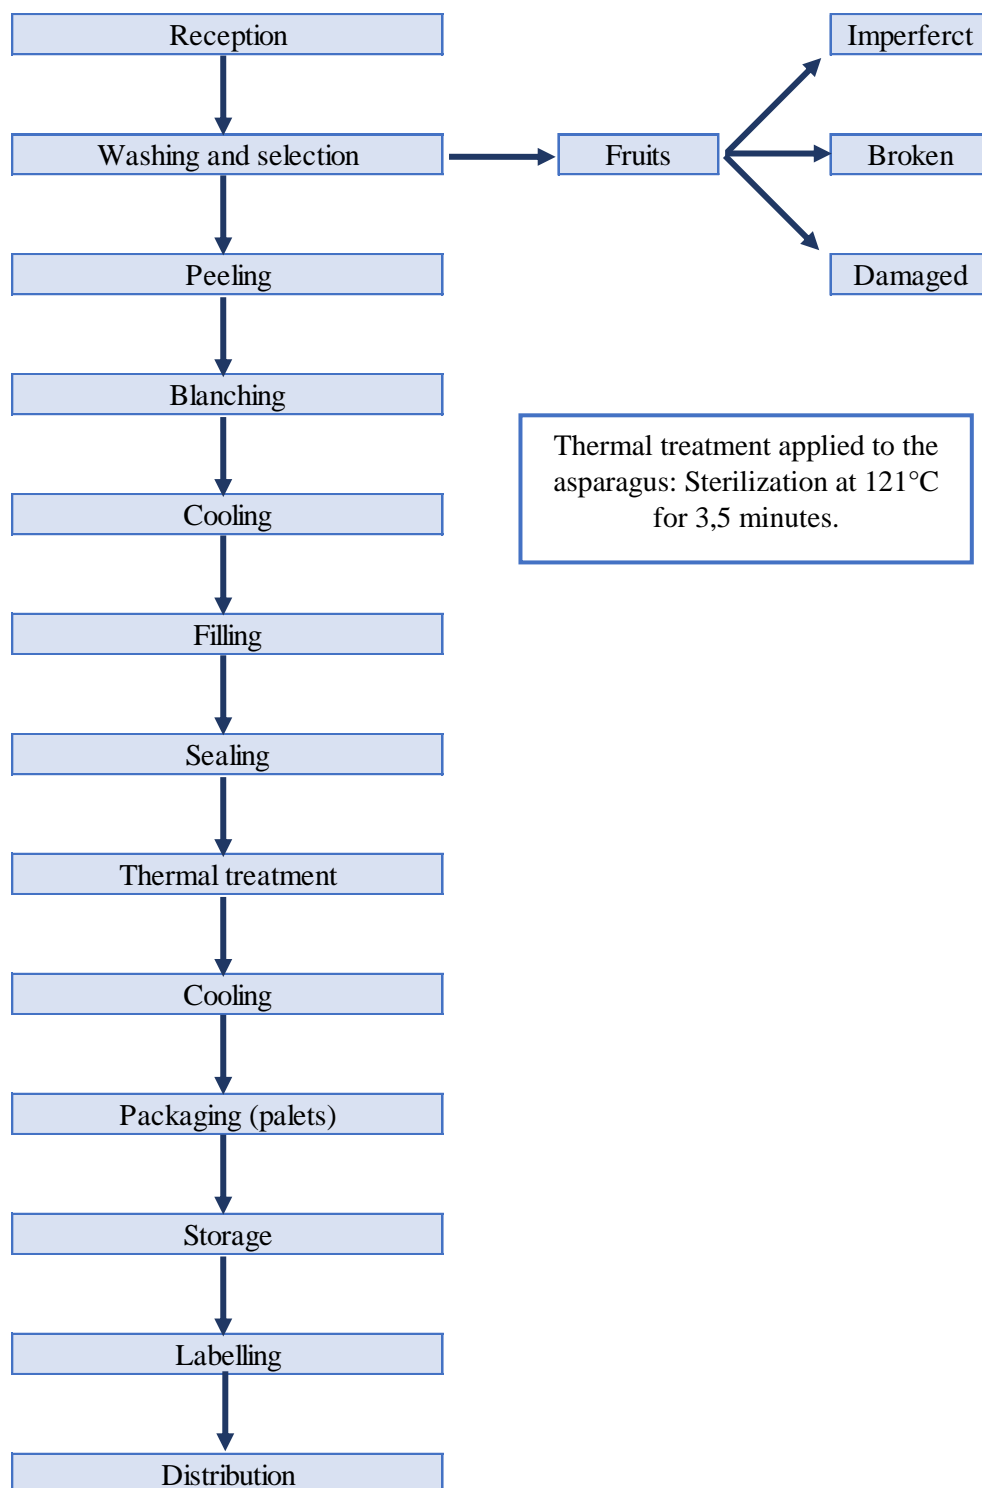 Reception
Imperferct
Washing and selection
Fruits
Broken
Peeling
Damaged
Blanching
Thermal treatment applied to the
asparagus: Sterilization at 121°C
for 3,5 minutes.
Cooling
Filling
Sealing
Thermal treatment
Cooling
Packaging (palets)
Storage
Labelling
Distribution